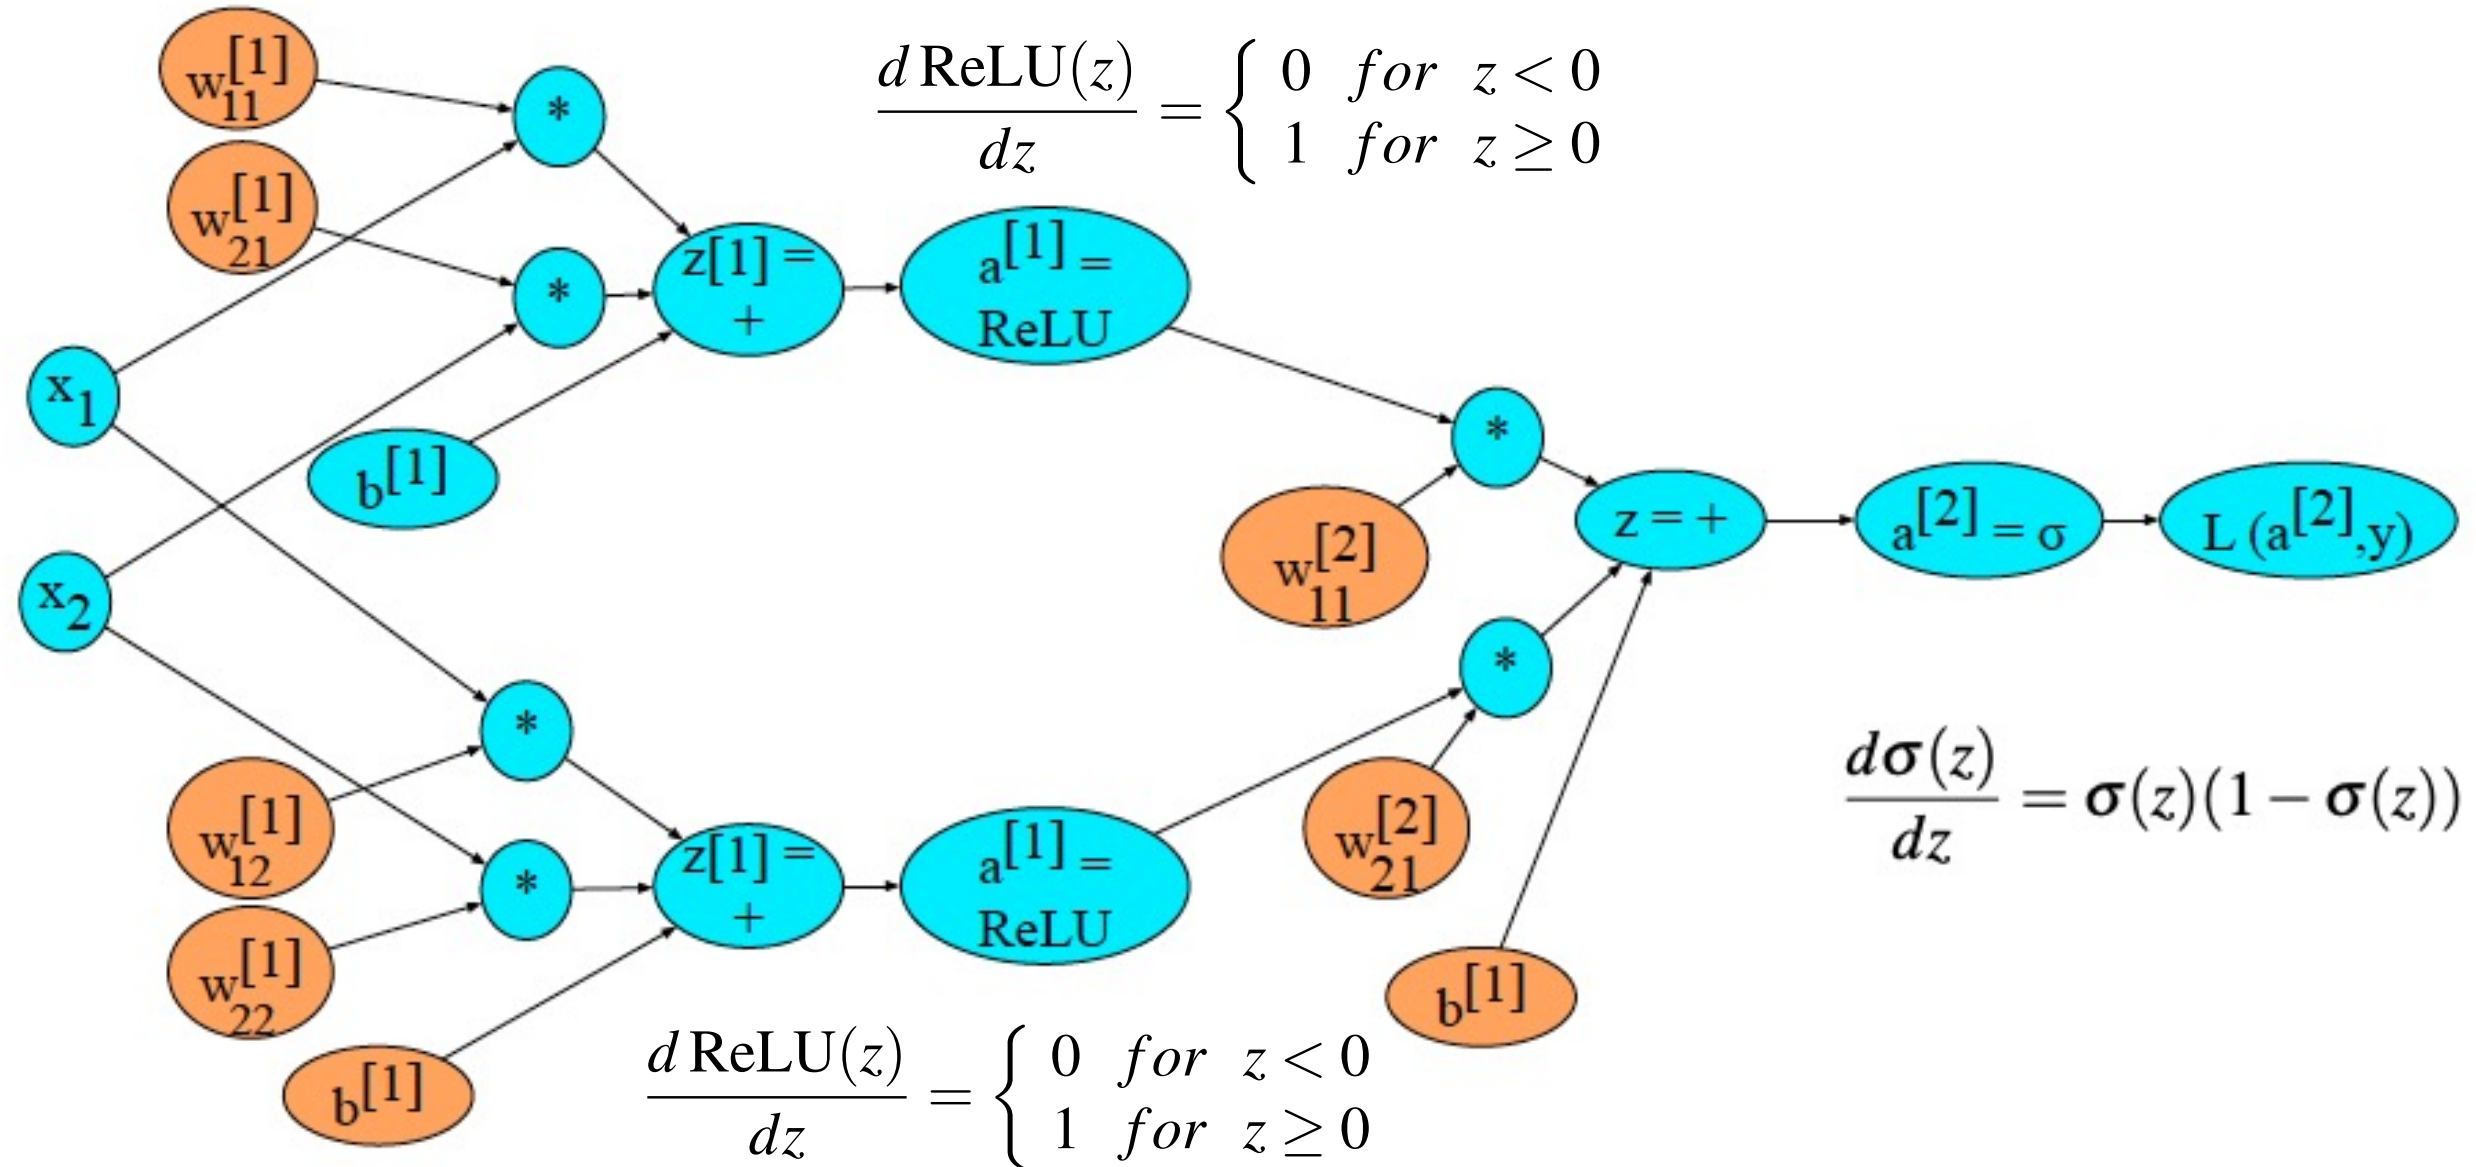 w[1]
11
*
d ReLU(z)
dz
=
{ 0 for z < 0
1 for z ≥ 0
w[1]
21
*
z[1] =
+
a[1] =
ReLU
x1
b[1]
*
x2
w[2]
11
z = +
a[2] = σ
L (a[2],y)
*
*
w[1]
12
w[2]
21
dσ(z)
dz
= σ(z)(1 − σ(z))
*
z[1] =
+
a[1] =
ReLU
w[1]
22
b[1]
b[1]
d ReLU(z)
dz
=
{ 0 for z < 0
1 for z ≥ 0